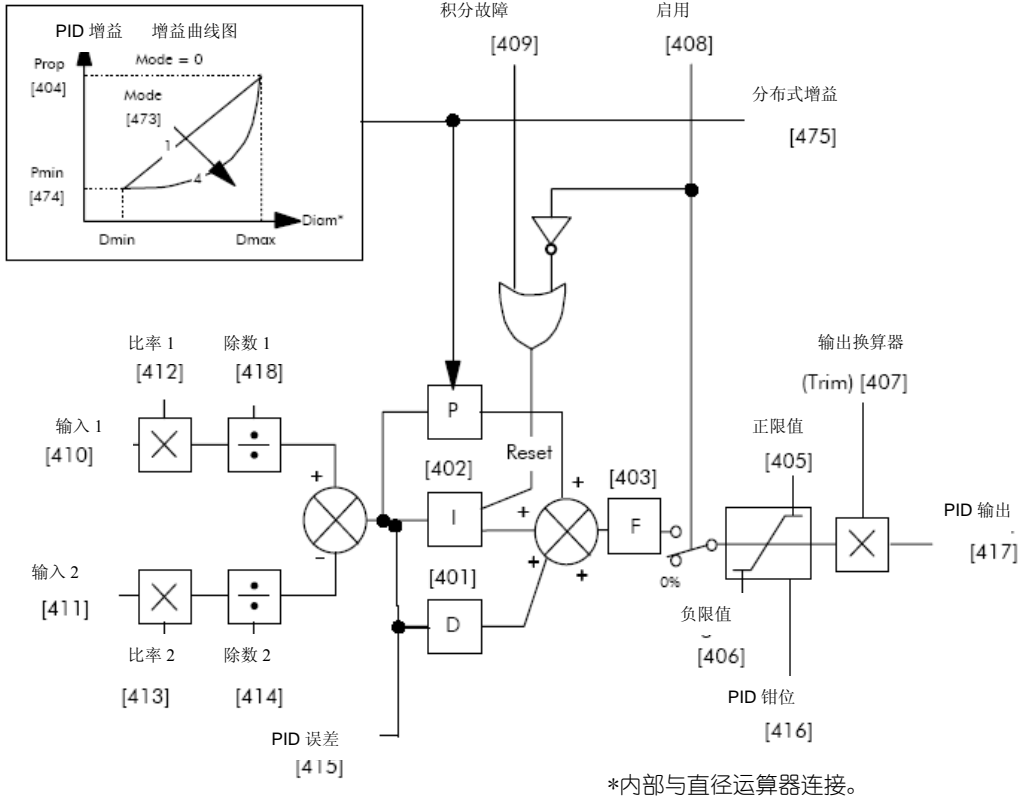 PID 增益 增益曲线图
Prop
[404]
Mode = 0
Mode
[473]
1
4
Pmin
[474]
Diam*
Dmin
Dmax
积分故障
[409]
启用
[408]
分布式增益
[475]
比率 1
[412]
除数 1
[418]
输入 1
[410]
输入 2
[411]
比率 2
[413]
除数 2
[414]
PID 误差
[415]
P
[402]
I
[401]
D
Reset
[403]
F
0%
正限值
[405]
负限值
[406]
PID 钳位
[416]
输出换算器
(Trim) [407]
PID 输出
[417]
*内部与直径运算器连接。